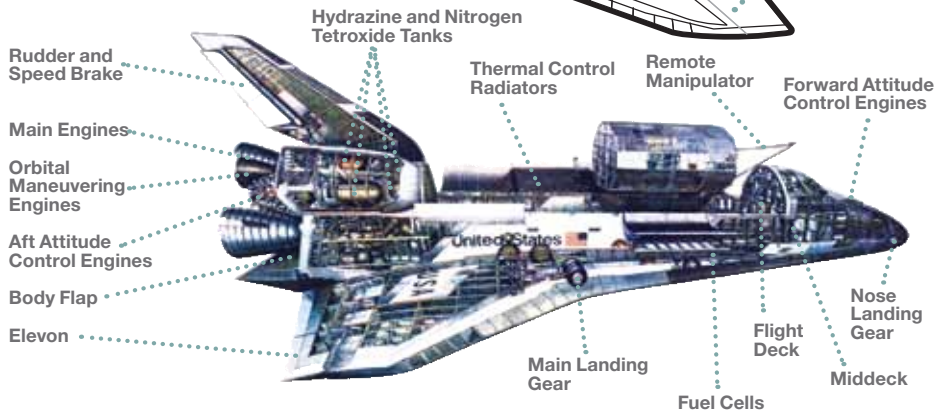 Hydrazine and Nitrogen
Tetroxide Tanks
Rudder and
Speed Brake
Thermal Control
Radiators
Remote
Manipulator
Forward Attitude
Control Engines
Main Engines
Orbital
Maneuvering
Engines
Aft Attitude
Control Engines
Body Flap
Elevon
United States
Main Landing
Gear
Fuel Cells
Flight
Deck
Middeck
Nose
Landing
Gear